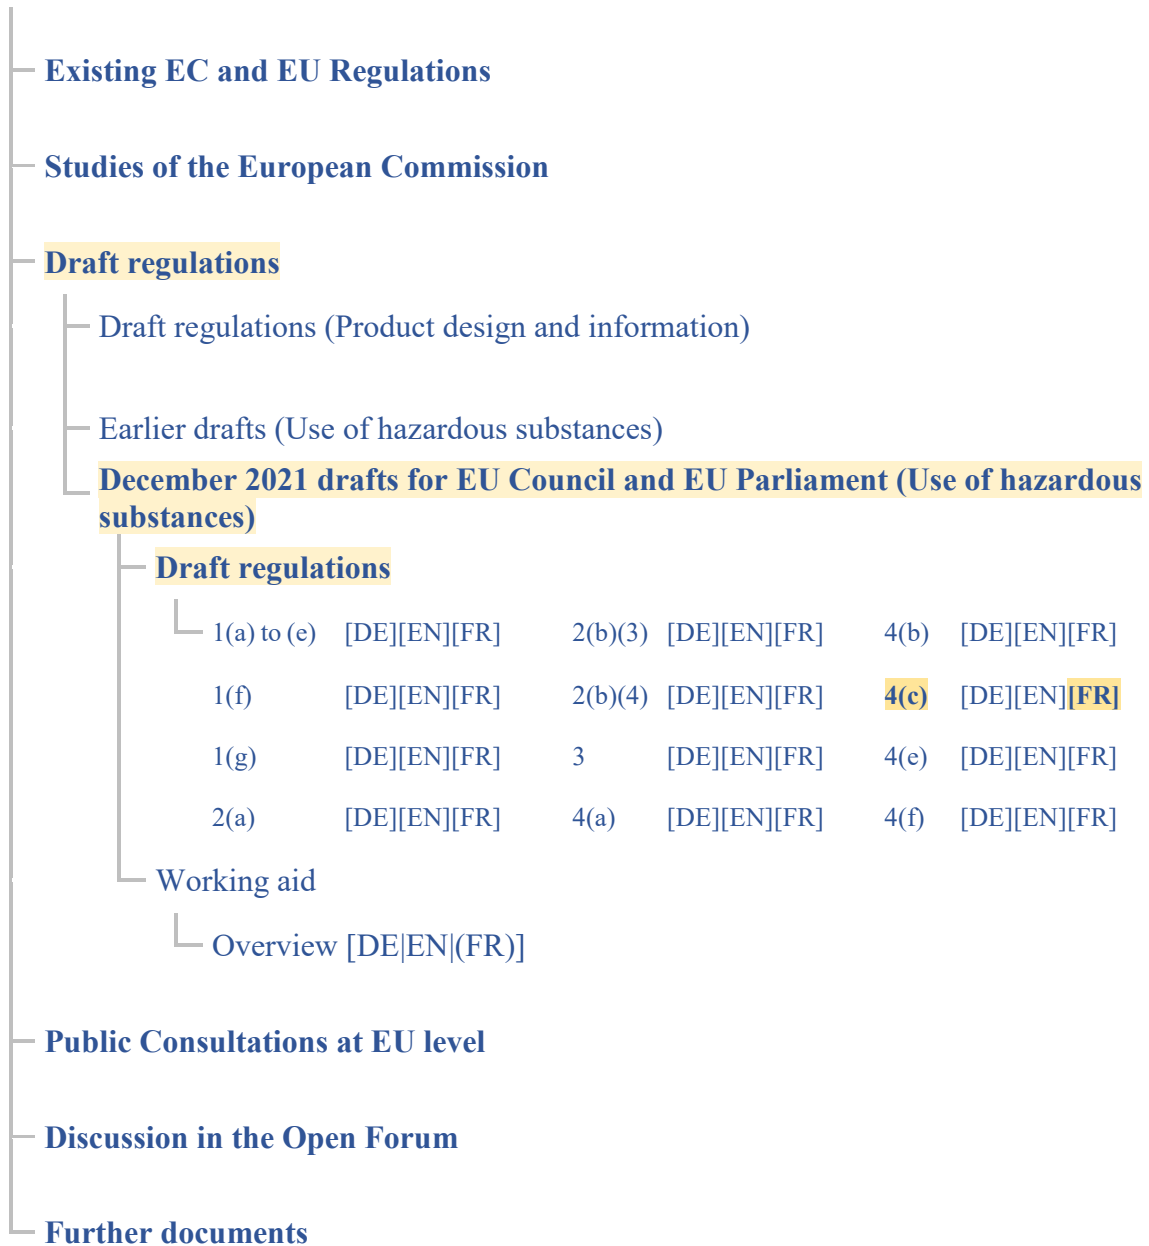 Existing EC and EU Regulations
Studies of the European Commission
Draft regulations
Draft regulations (Product design and information)
Earlier drafts (Use of hazardous substances)
December 2021 drafts for EU Council and EU Parliament (Use of hazardous
substances)
Draft regulations
1(a) to (e) [DE][EN][FR] 2(b)(3) [DE][EN][FR] 4(b) [DE][EN][FR]
1(f) [DE][EN][FR] 2(b)(4) [DE][EN][FR] 4(c) [DE][EN][FR]
1(g) [DE][EN][FR] 3 [DE][EN][FR] 4(e) [DE][EN][FR]
2(a) [DE][EN][FR] 4(a) [DE][EN][FR] 4(f) [DE][EN][FR]
Working aid
Overview [DE|EN|(FR)]
Public Consultations at EU level
Discussion in the Open Forum
Further documents